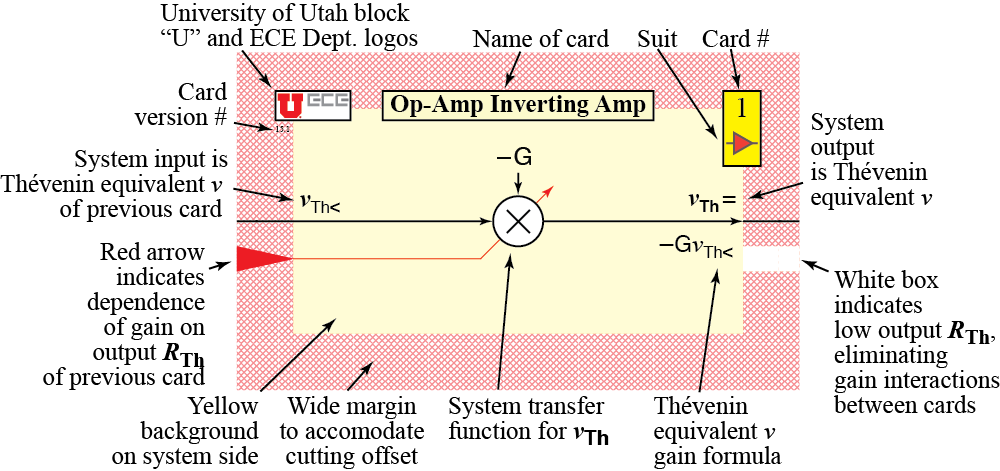 University of Utah block
“U” and ECE Dept. logos
Name of card
Suit
Card #
Card
version #
U ECE
15.1
Op-Amp Inverting Amp
1
System
output
is Thévenin
equivalent v
System input is
Thévenin equivalent v
of previous card
–G
vTh<
vTh =
–GvTh<
Red arrow
indicates
dependence
of gain on
output RTh
of previous card
White box
indicates
low output RTh,
eliminating
gain interactions
between cards
Yellow
background
on system side
Wide margin
to accomodate
cutting offset
System transfer
function for vTh
Thévenin
equivalent v
gain formula